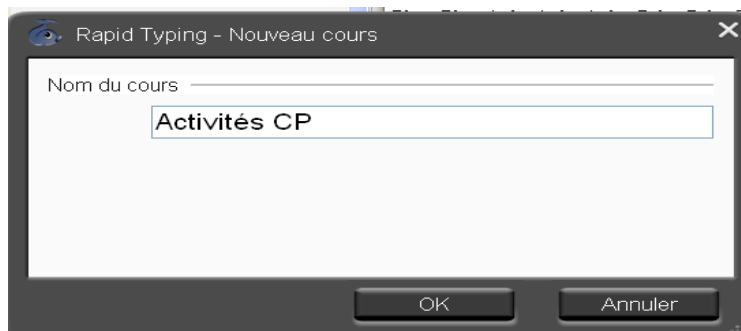 Rapid Typing - Nouveau cours
Nom du cours
Activités CP
OK
Annuler